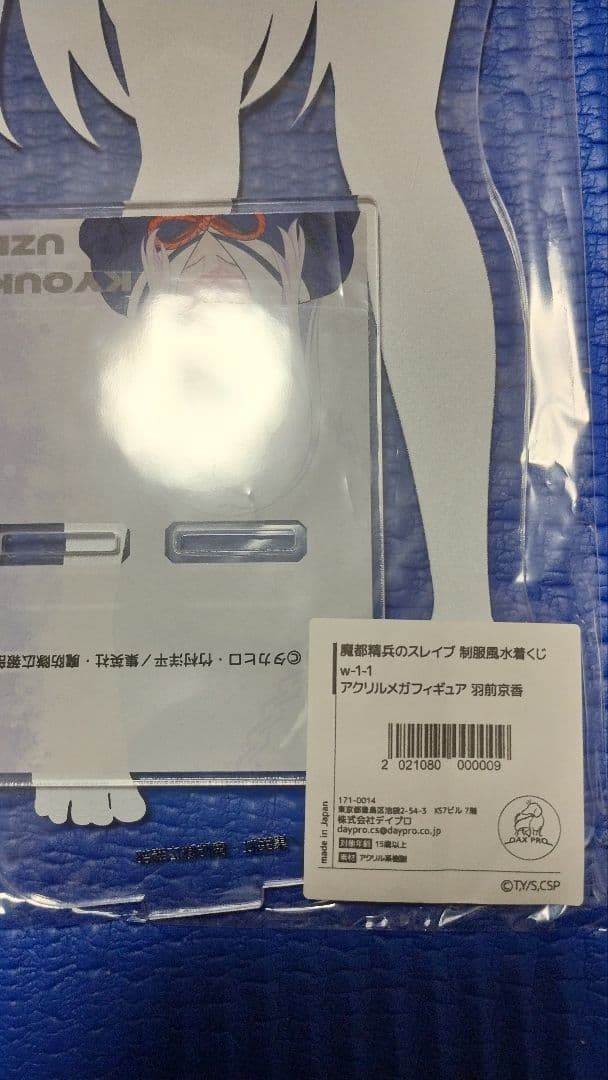 UZE
KYOUK
©タカヒロ・竹村洋平／集英社・魔防隊広報部
魔都精兵のスレイブ 制服風水着くじ
w-1-1
アクリルメガフィギュア 羽前京香
2 021080 000009
made in Japan
171-0014
東京都豊島区池袋2-54-3 KS7ビル 7階
株式会社デイプロ
daypro.cs@daypro.co.jp
対象年齢 15歳以上
素材 アクリル系樹脂
DAX PRO
©T,Y/S,CSP